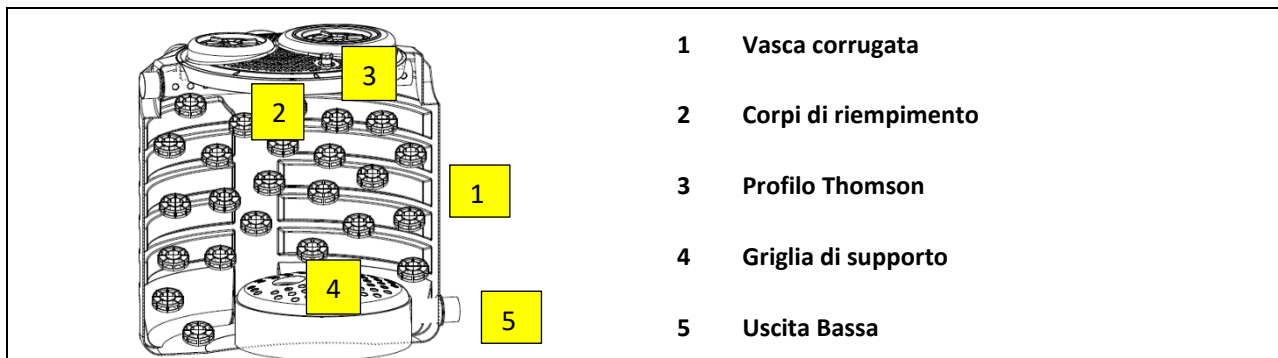 3
2
1
4
5
1 Vasca corrugata
2 Corpi di riempimento
3 Profilo Thomson
4 Griglia di supporto
5 Uscita Bassa